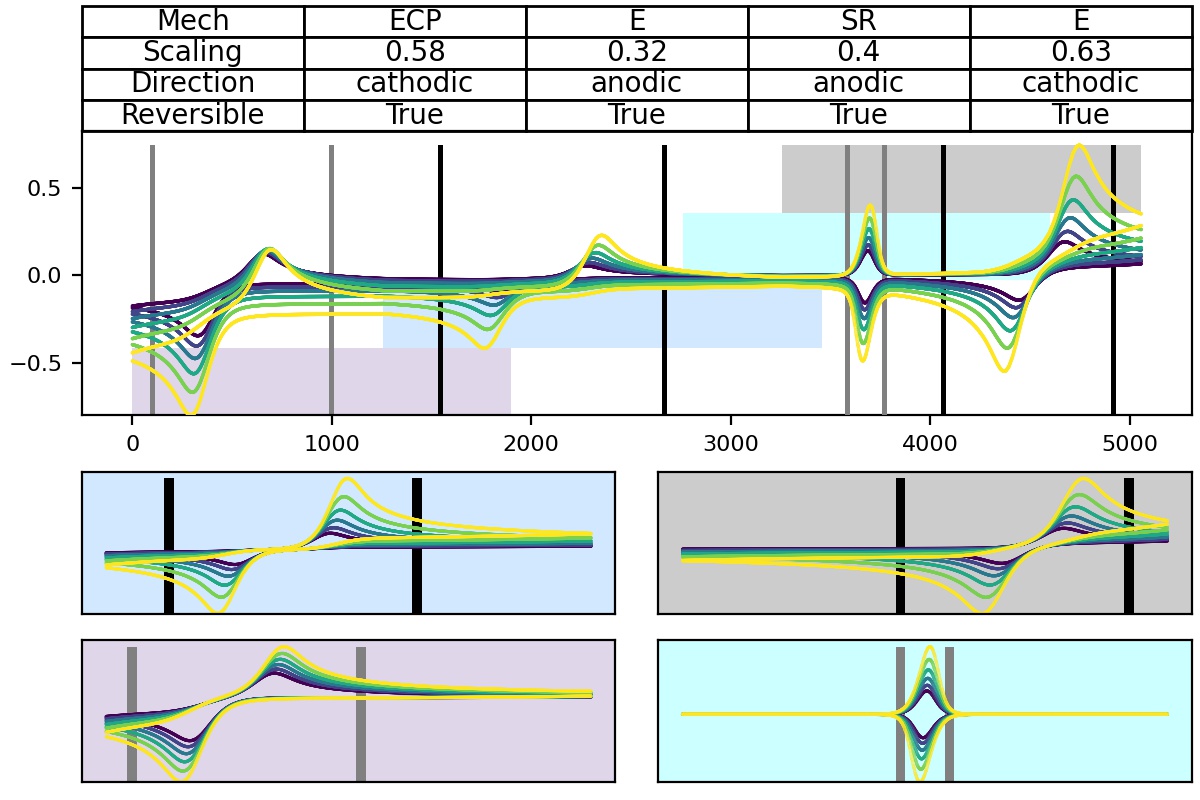 Mech ECP E SR E
Scaling 0.58 0.32 0.4 0.63
Direction cathodic anodic anodic cathodic
Reversible True True True True
0.5
0.0
−0.5
0 1000 2000 3000 4000 5000